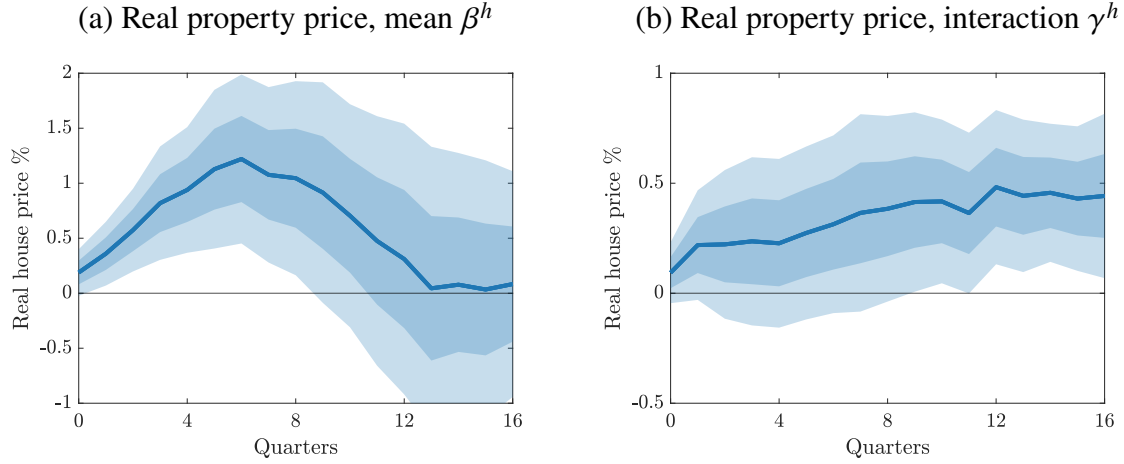 (a) Real property price, mean β^h
2
1.5
1
0.5
0
-0.5
-1
Real house price %
0 4 8 12 16
Quarters
(b) Real property price, interaction γ^h
1
0.5
0
-0.5
Real house price %
0 4 8 12 16
Quarters